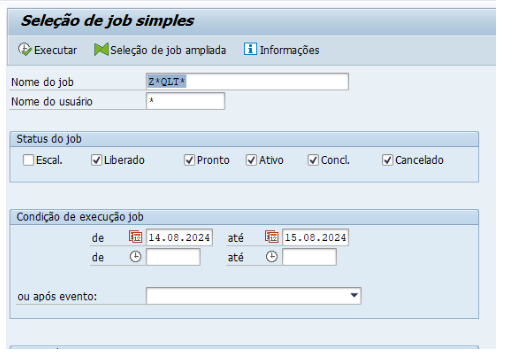 Seleção de job simples
Executar Seleção de job ampliada Informações
Nome do job Z*QLT*
Nome do usuário *
Status do job
Escal. Liberado Pronto Ativo Concl. Cancelado
Condição de execução job
de 14.08.2024 até 15.08.2024
de até
ou após evento: